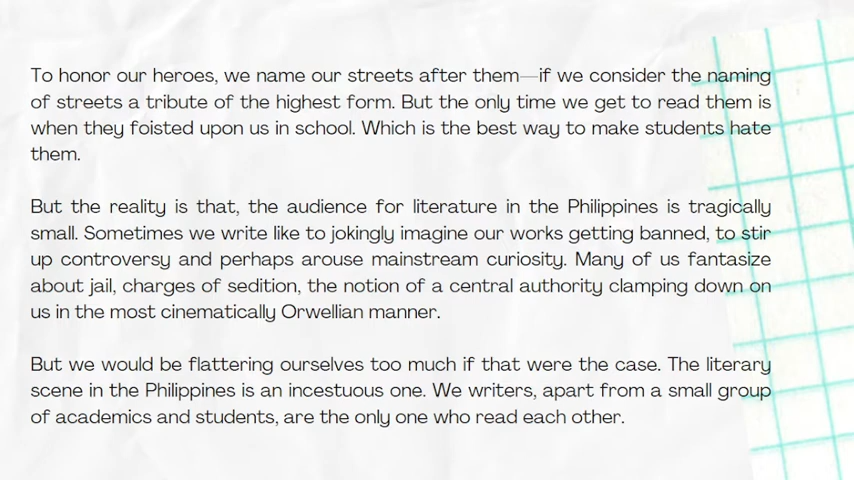 To honor our heroes, we name our streets after them—if we consider the naming
of streets a tribute of the highest form. But the only time we get to read them is
when they foisted upon us in school. Which is the best way to make students hate
them.
But the reality is that, the audience for literature in the Philippines is tragically
small. Sometimes we write like to jokingly imagine our works getting banned, to stir
up controversy and perhaps arouse mainstream curiosity. Many of us fantasize
about jail, charges of sedition, the notion of a central authority clamping down on
us in the most cinematically Orwellian manner.
But we would be flattering ourselves too much if that were the case. The literary
scene in the Philippines is an incestuous one. We writers, apart from a small group
of academics and students, are the only one who read each other.